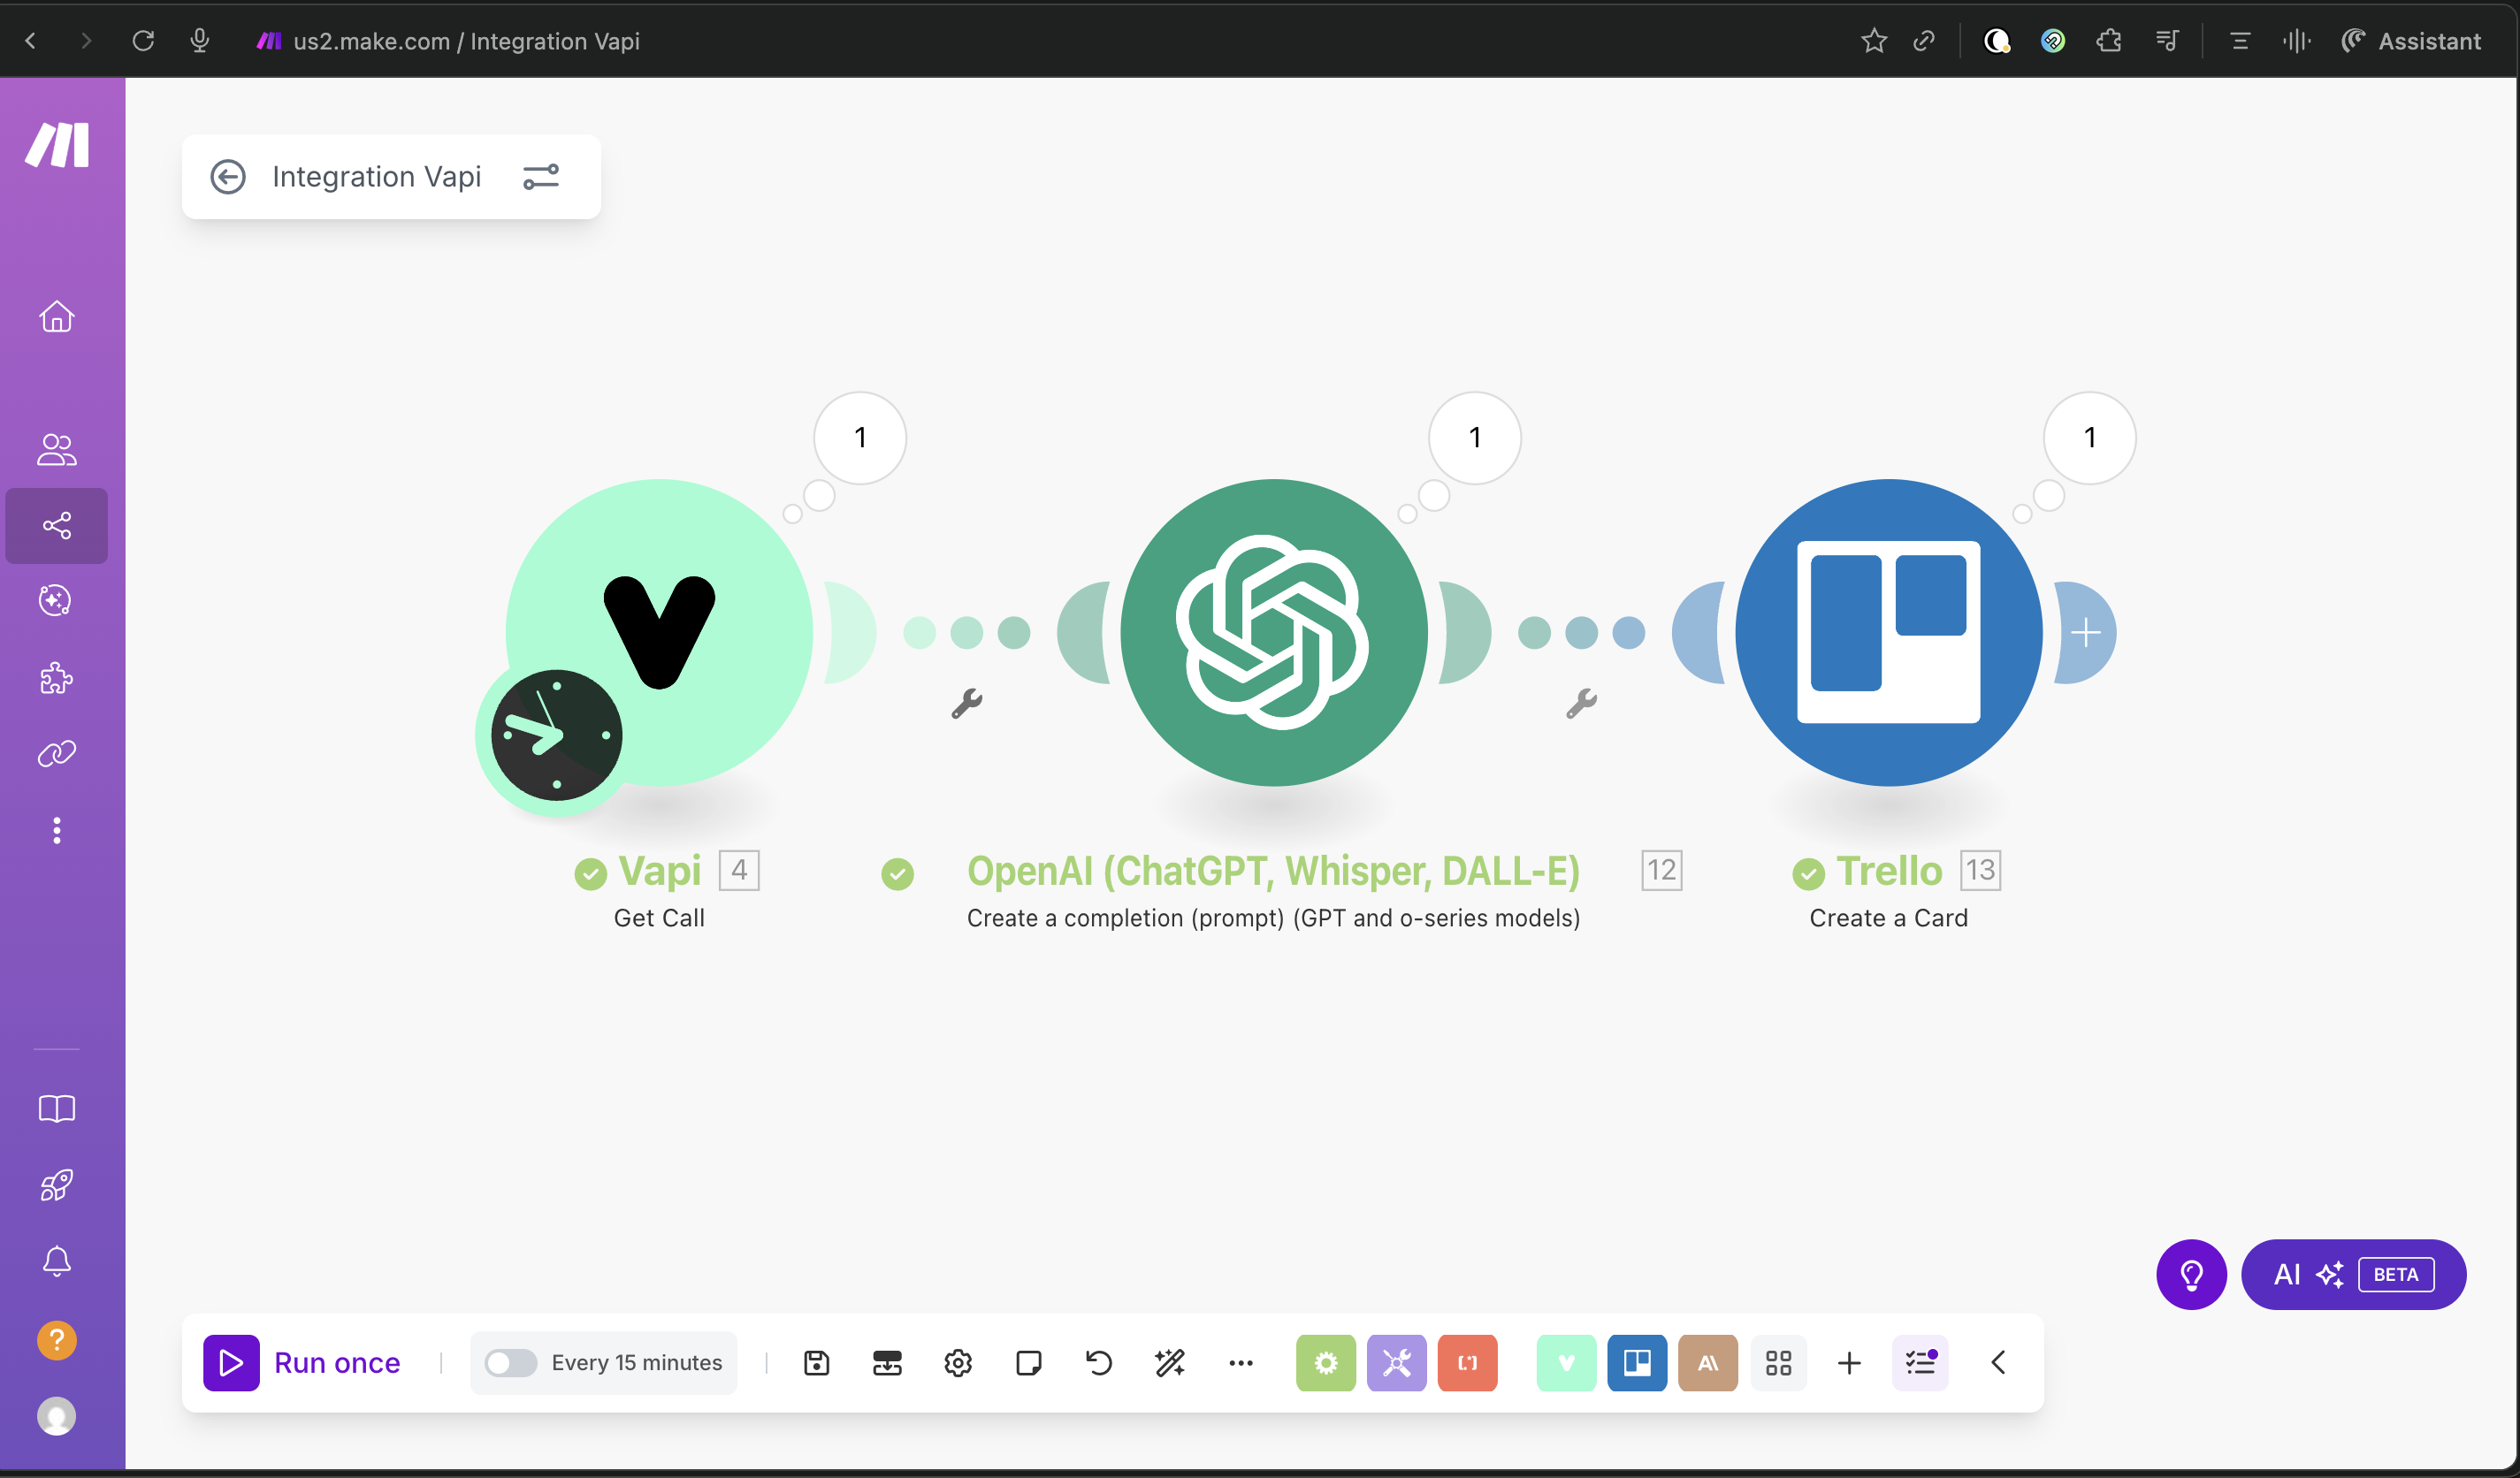 us2.make.com / Integration Vapi
Assistant
Integration Vapi
1
1
1
Vapi 4
Get Call
OpenAI (ChatGPT, Whisper, DALL-E) 12
Create a completion (prompt) (GPT and o-series models)
Trello 13
Create a Card
AI BETA
Run once
Every 15 minutes